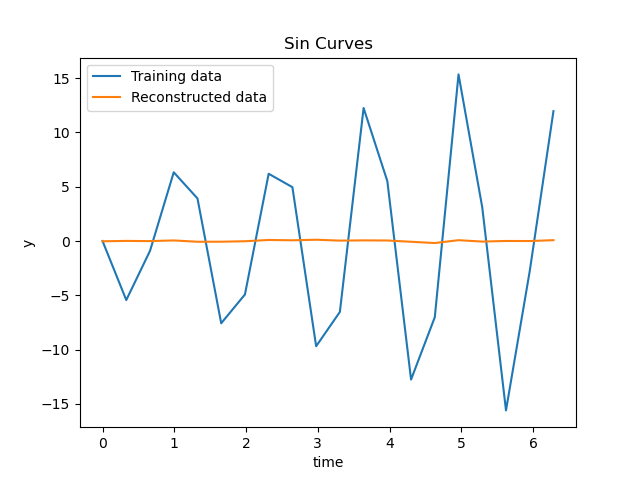 Sin Curves
Training data
Reconstructed data
15
10
5
0
−5
−10
−15
y
0 1 2 3 4 5 6
time